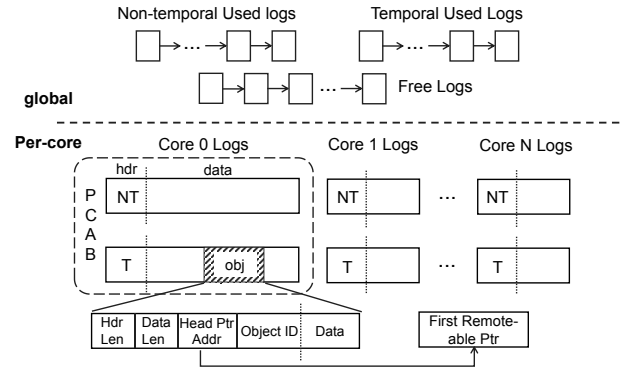 Non-temporal Used logs
Temporal Used Logs
...
...
...
Free Logs
global
Per-core
Core 0 Logs
Core 1 Logs
Core N Logs
hdr
data
P
C
A
B
NT
NT
...
NT
T
obj
T
...
T
Hdr Len
Data Len
Head Ptr Addr
Object ID
Data
First Remote-
able Ptr